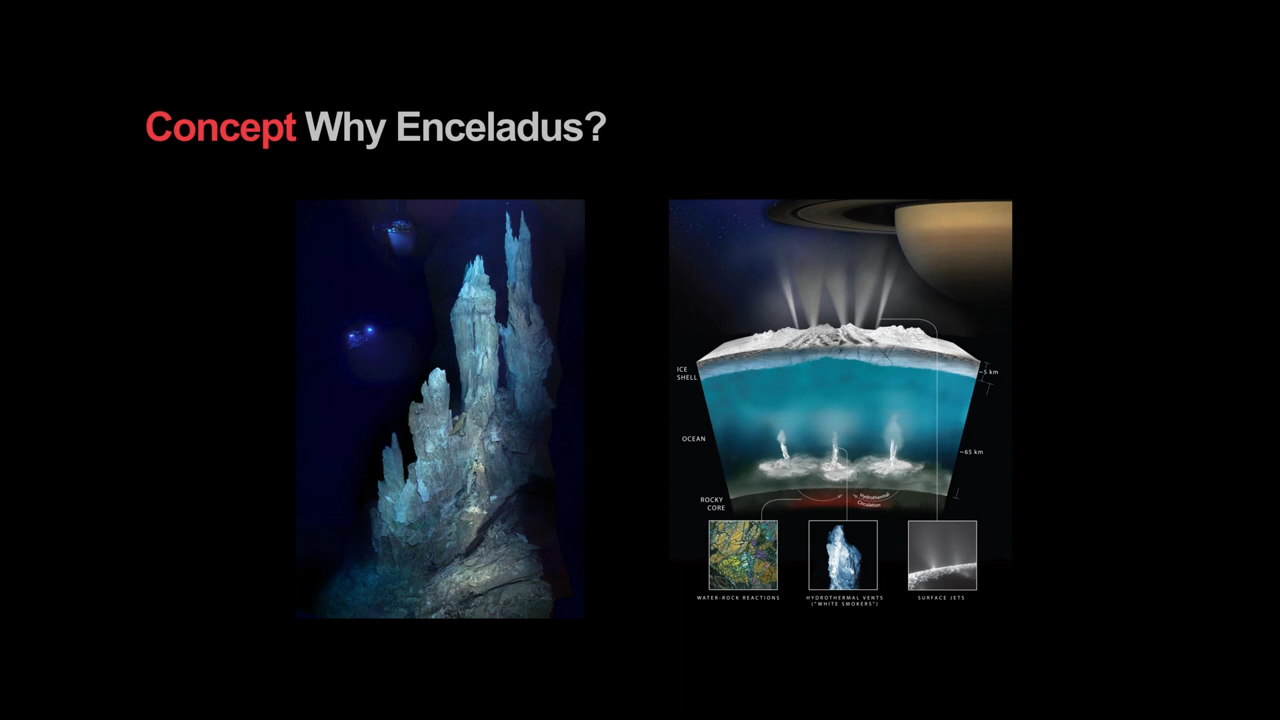 Concept Why Enceladus?
ICE
SHELL
~5 km
OCEAN
~65 km
ROCKY
CORE
Hydrothermal
Circulation
WATER-ROCK REACTIONS
HYDROTHERMAL VENTS
("WHITE SMOKERS")
SURFACE JETS